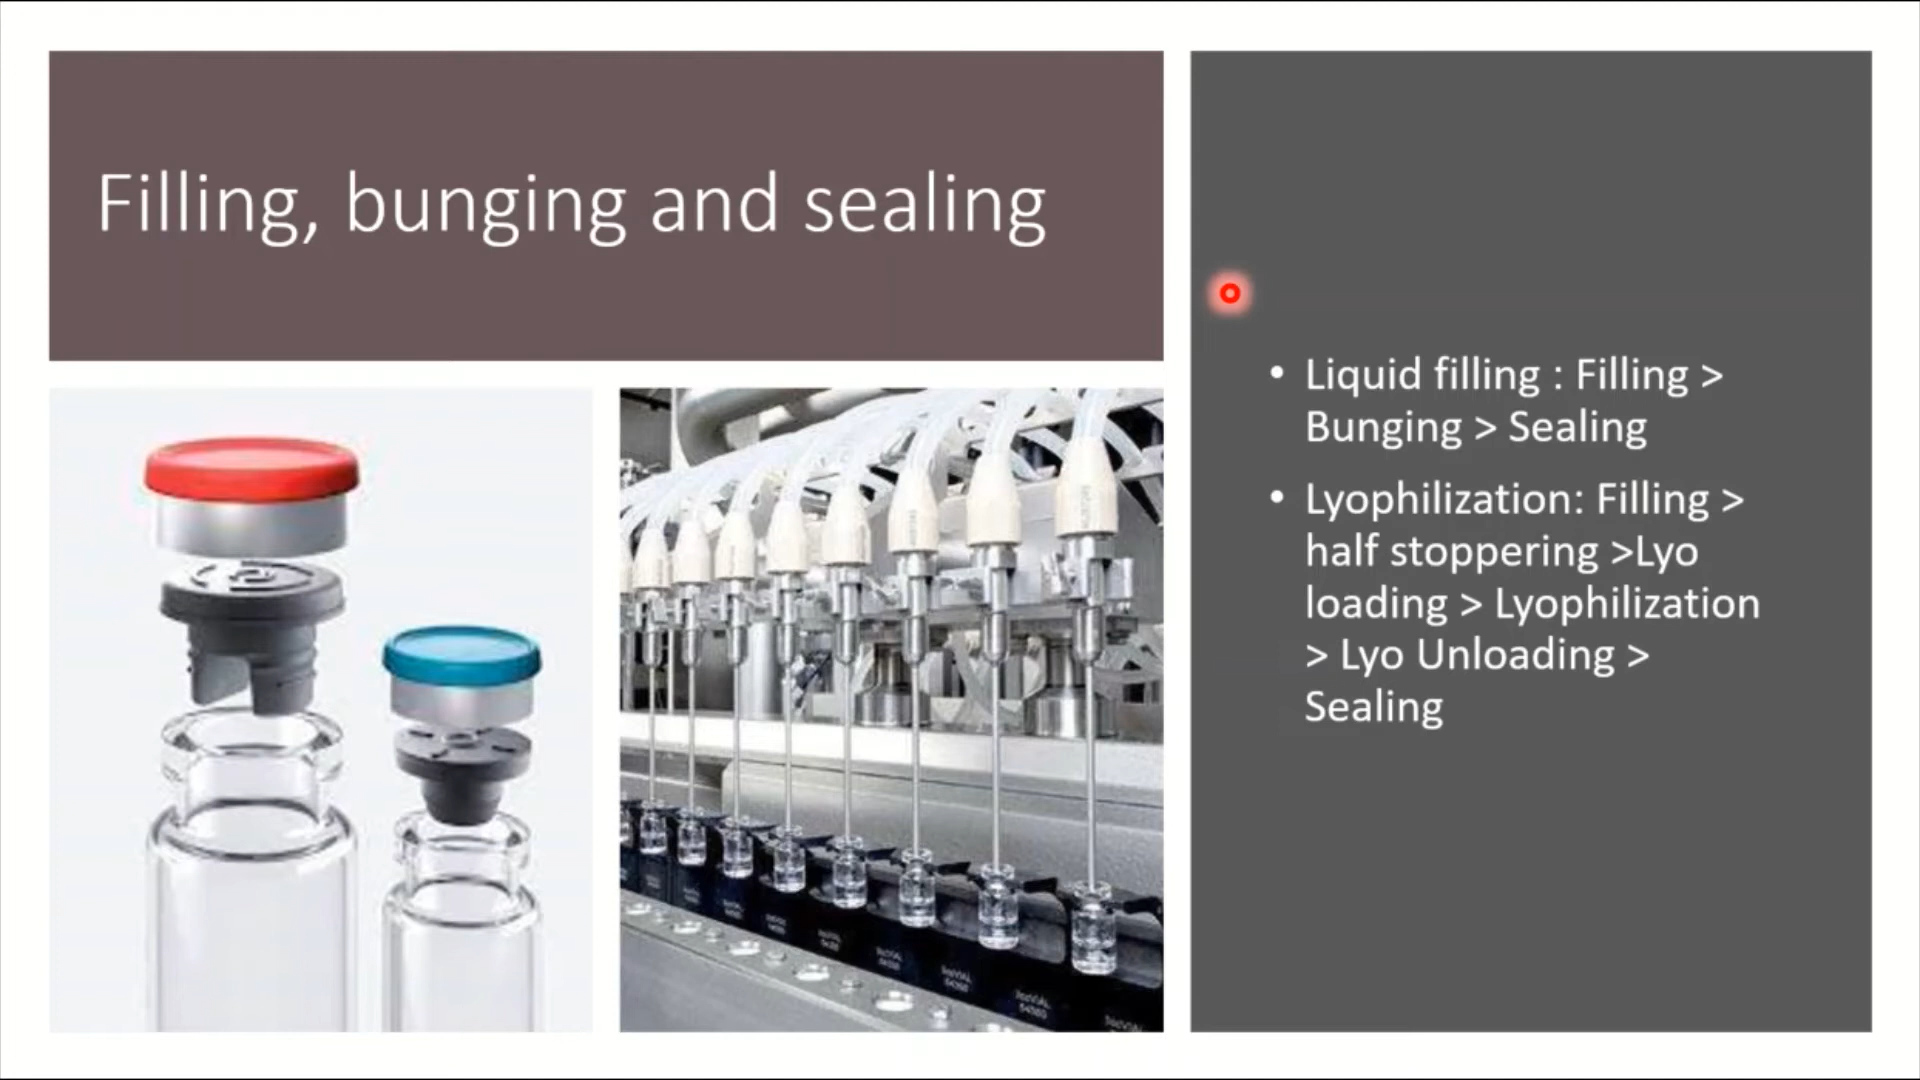 Filling, bunging and sealing
• Liquid filling : Filling >
Bunging > Sealing
• Lyophilization: Filling >
half stoppering >Lyo
loading > Lyophilization
> Lyo Unloading >
Sealing